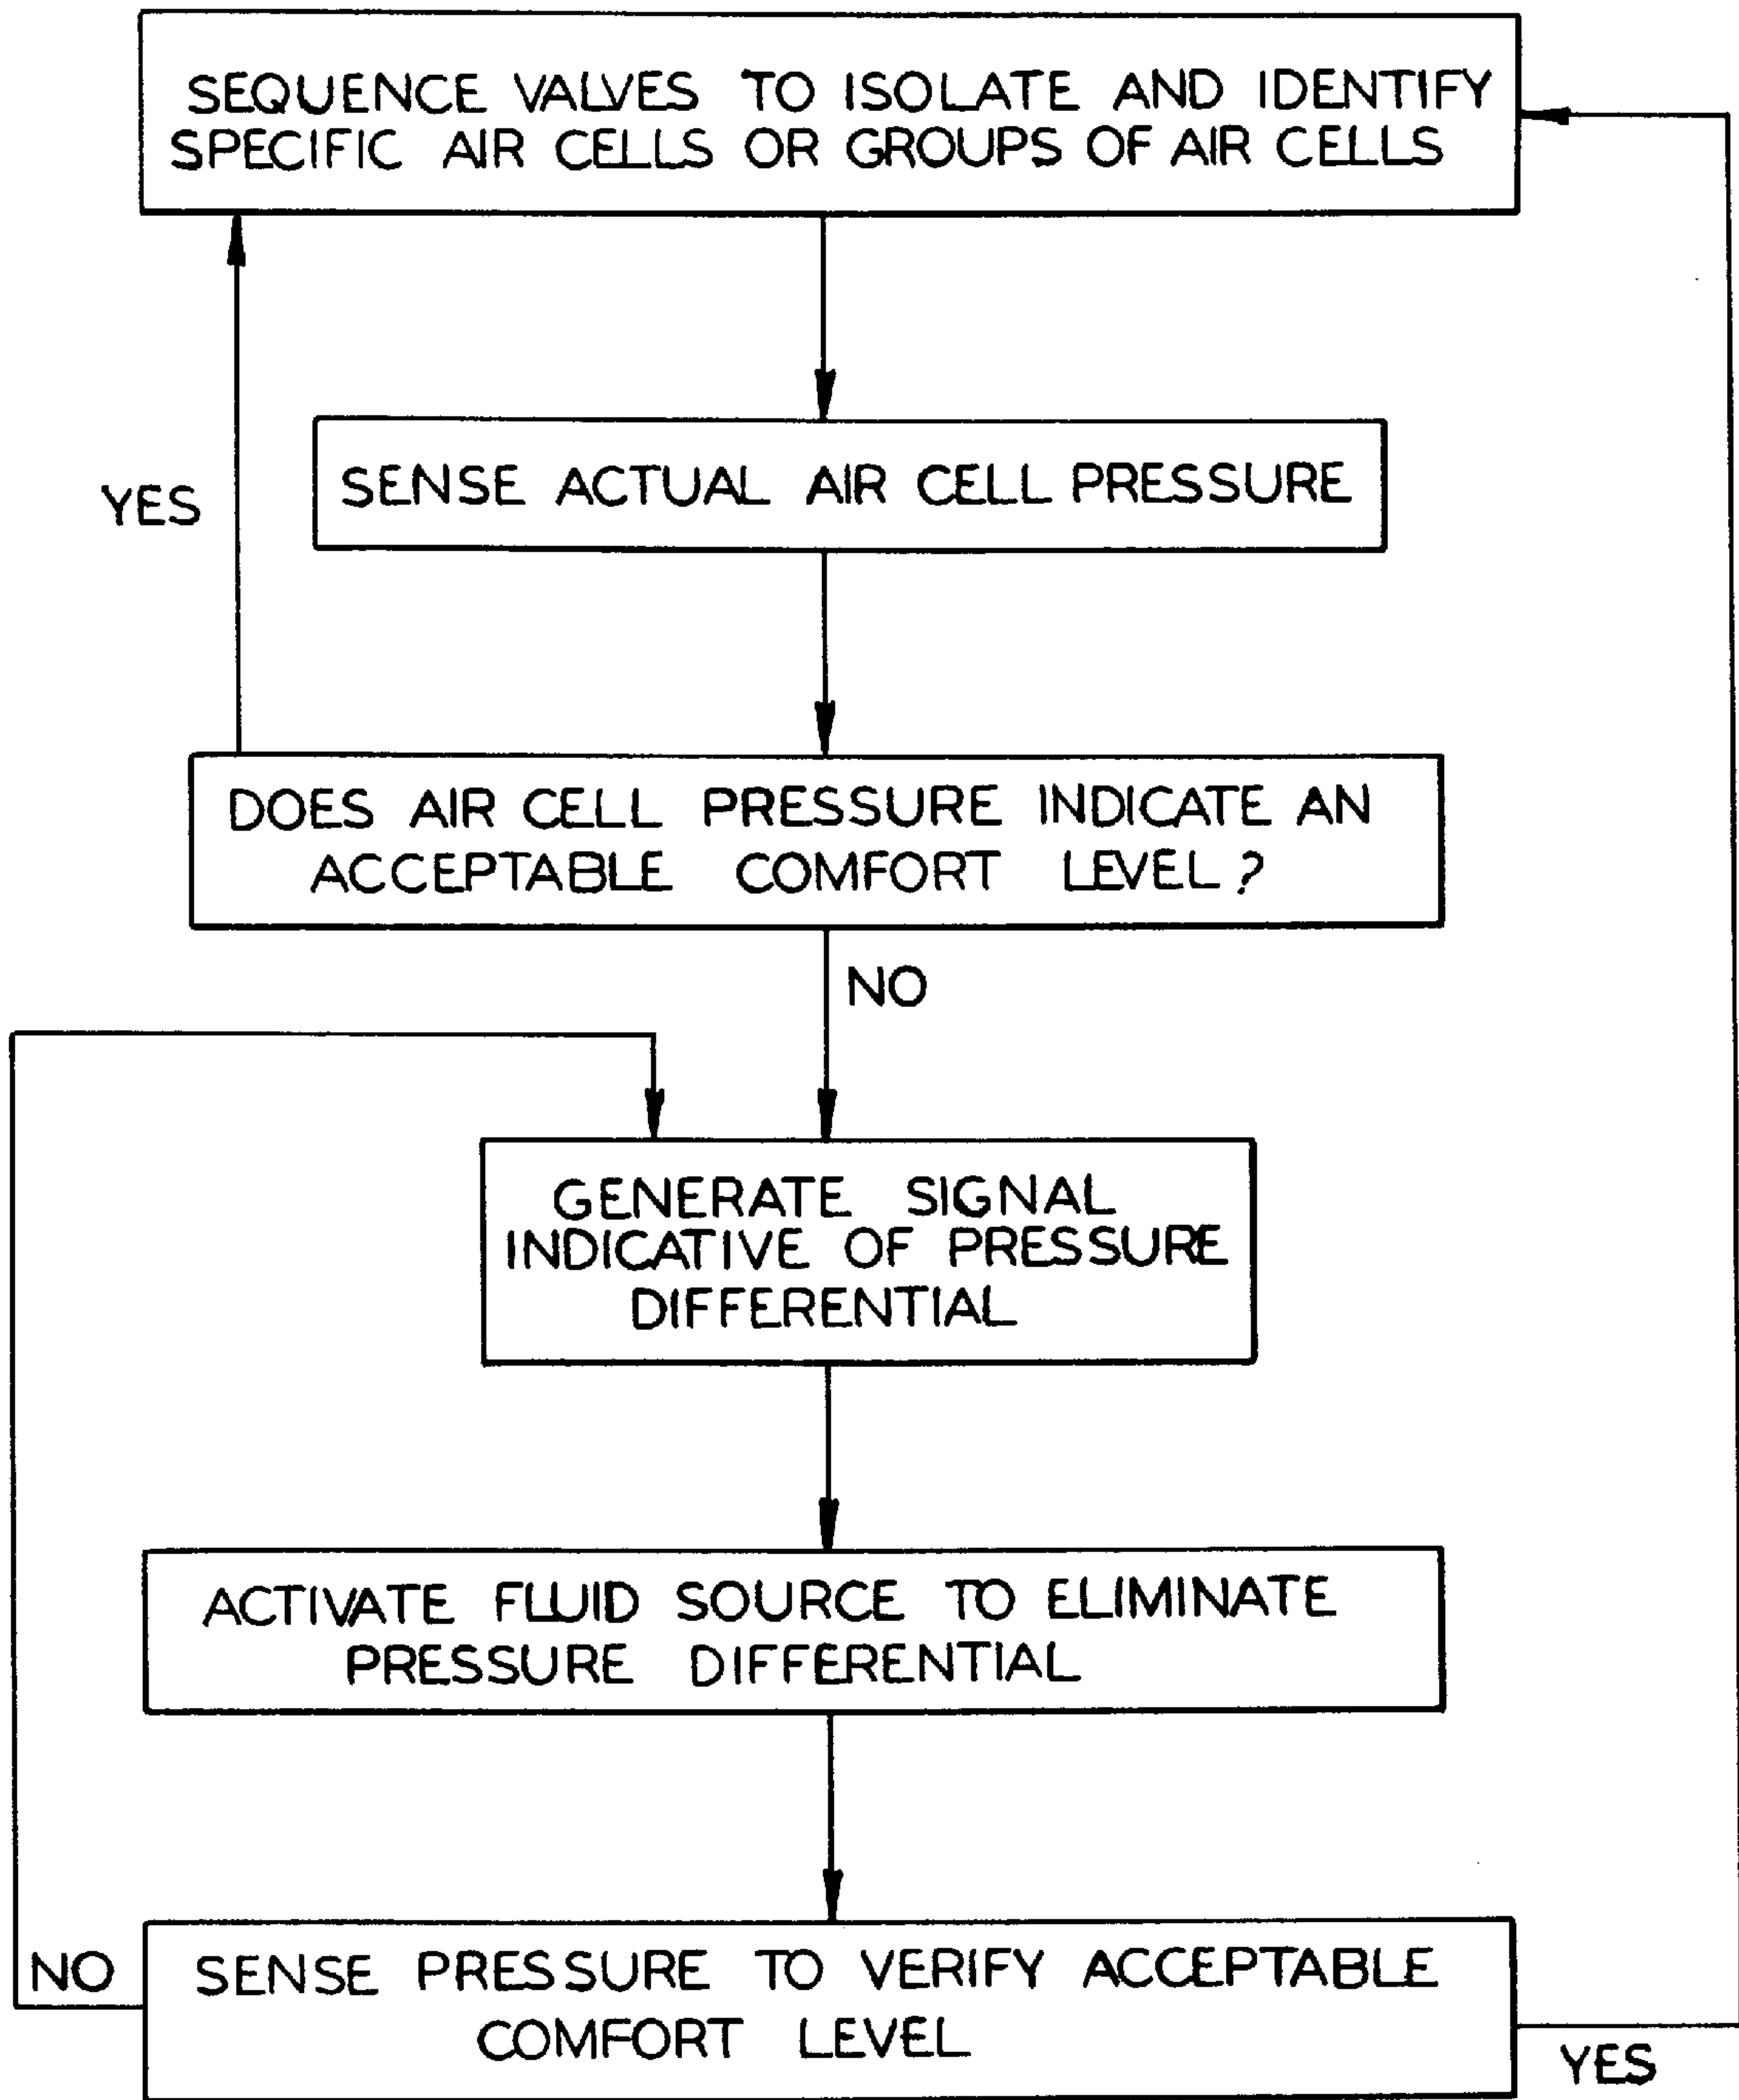 SEQUENCE VALVES TO ISOLATE AND IDENTIFY
SPECIFIC AIR CELLS OR GROUPS OF AIR CELLS
SENSE ACTUAL AIR CELL PRESSURE
YES
DOES AIR CELL PRESSURE INDICATE AN
ACCEPTABLE COMFORT LEVEL?
NO
GENERATE SIGNAL
INDICATIVE OF PRESSURE
DIFFERENTIAL
ACTIVATE FLUID SOURCE TO ELIMINATE
PRESSURE DIFFERENTIAL
NO
SENSE PRESSURE TO VERIFY ACCEPTABLE
COMFORT LEVEL
YES